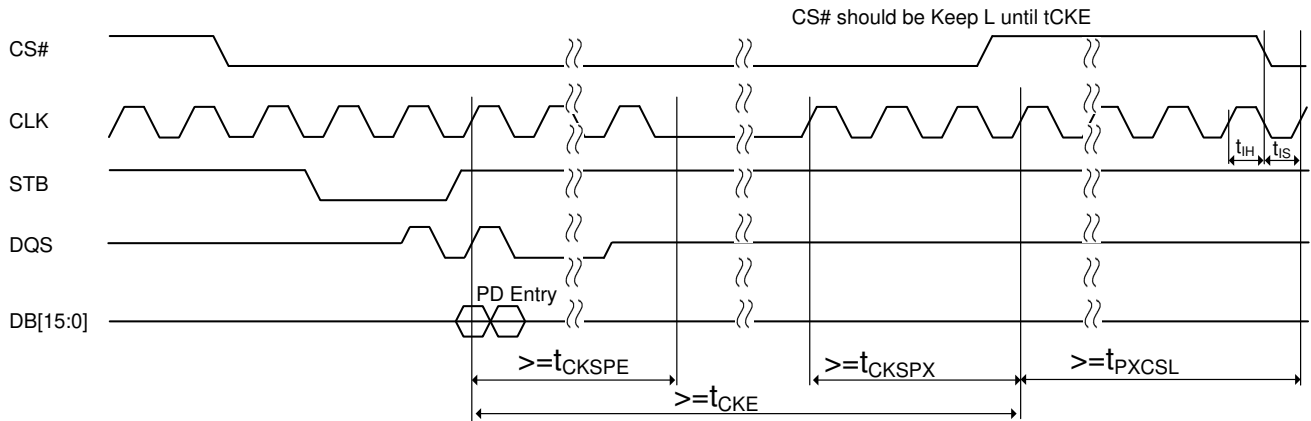 CS# should be Keep L until tCKE
CS#
CLK
tIH
tIS
STB
DQS
PD Entry
DB[15:0]
>=tCKSPE
>=tCKSPX
>=tPXCSL
>=tCKE